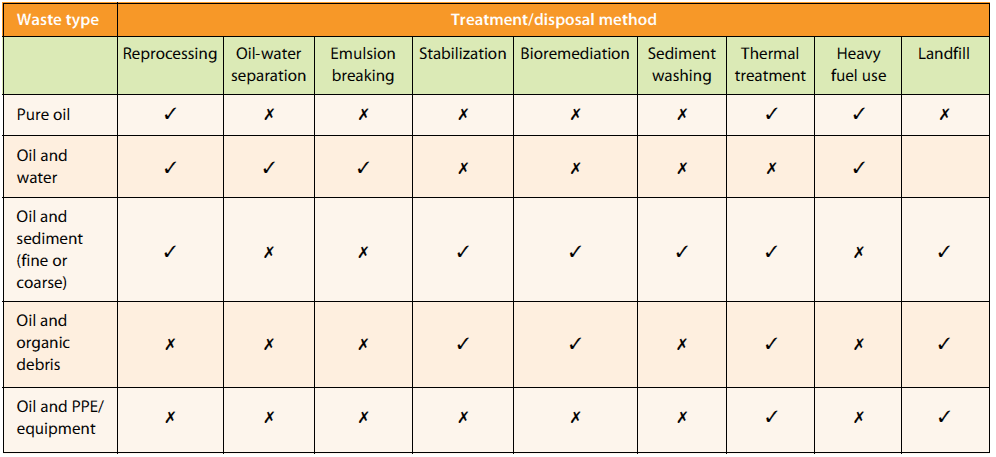 Waste type Treatment/disposal method
Reprocessing Oil-water separation Emulsion breaking Stabilization Bioremediation Sediment washing Thermal treatment Heavy fuel use Landfill
Pure oil ✓ ✗ ✗ ✗ ✗ ✗ ✓ ✓ ✗
Oil and
water ✓ ✓ ✓ ✗ ✗ ✗ ✗ ✓
Oil and
sediment
(fine or
coarse) ✓ ✗ ✗ ✓ ✓ ✓ ✓ ✗ ✓
Oil and
organic
debris ✗ ✗ ✗ ✓ ✓ ✗ ✓ ✗ ✓
Oil and PPE/
equipment ✗ ✗ ✗ ✗ ✗ ✗ ✓ ✗ ✓